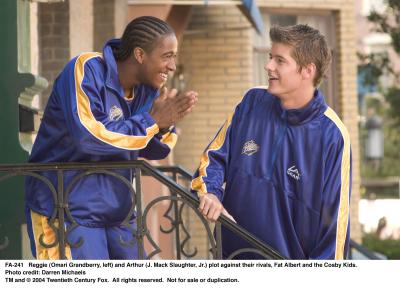 FA-241 Reggie (Omari Grandberry, left) and Arthur (J. Mack Slaughter, Jr.) plot against their rivals, Fat Albert and the Cosby Kids.
Photo credit: Darren Michaels
TM and © 2004 Twentieth Century Fox. All rights reserved. Not for sale or duplication.